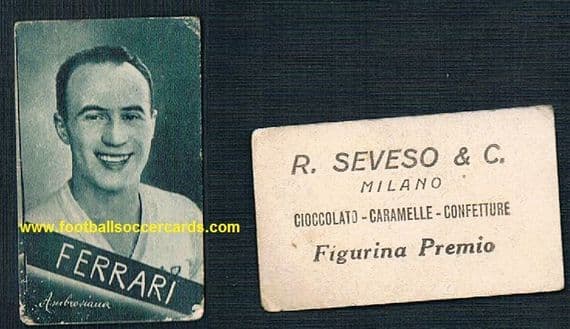 www.footballsoccercards.com
FERRARI
Ambrosiana
R. SEVESO & C.
MILANO
CIOCCOLATO - CARAMELLE - CONFETTURE
Figurina Premio